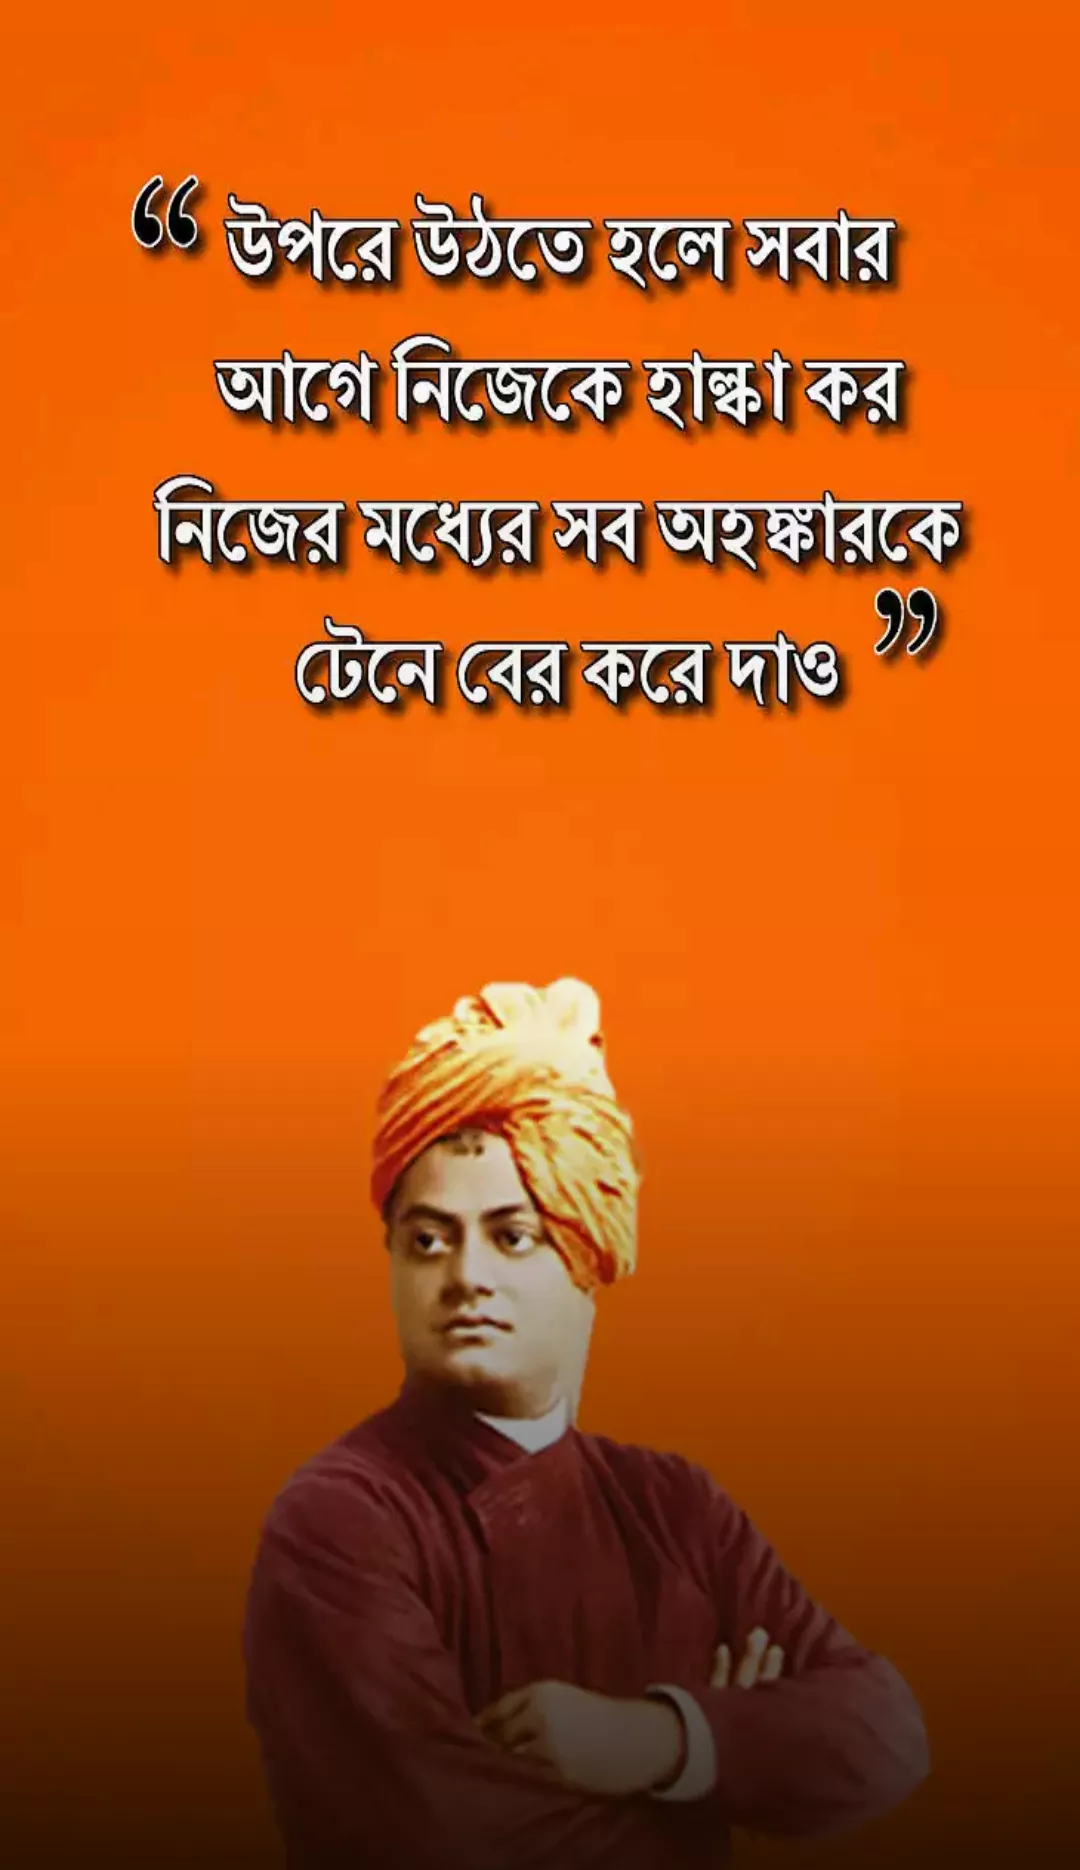 “ উপরে উঠতে হলে সবার
আগে নিজেকে হাল্কা কর
নিজের মধ্যের সব অহঙ্কারকে
টেনে বের করে দাও ”